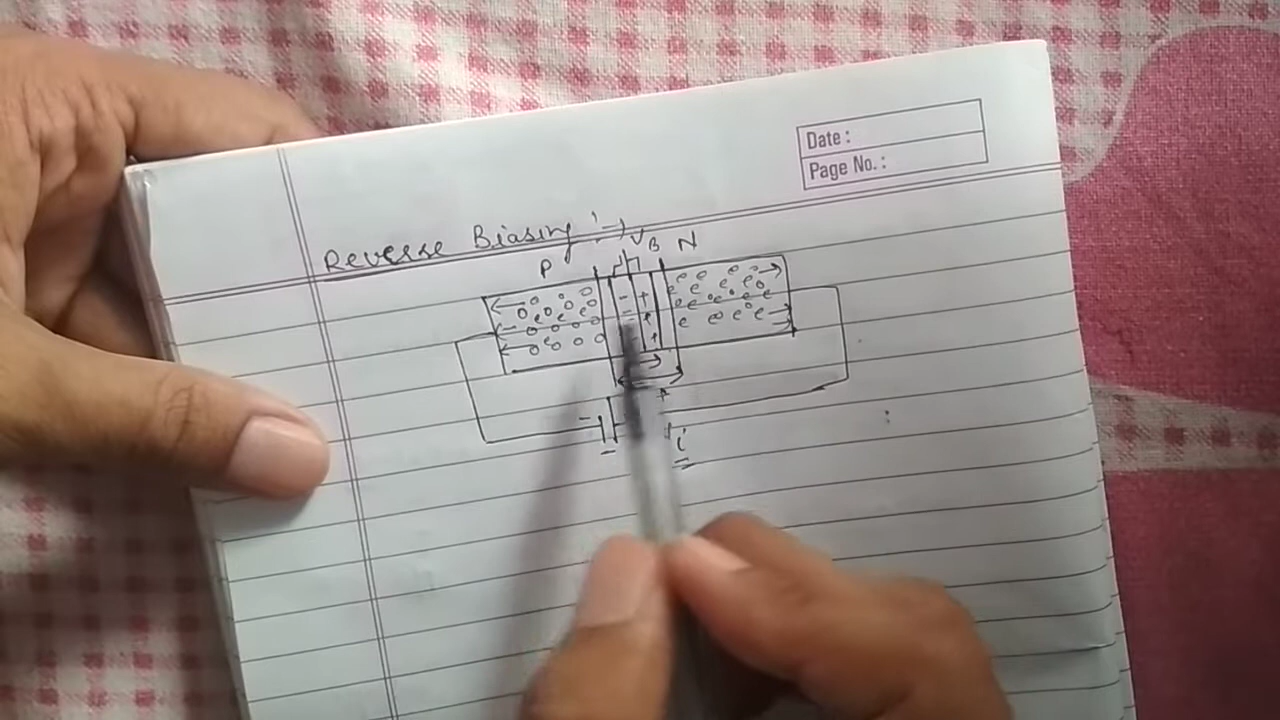 Date :
Page No. :
Reverse Biasing :→
P VB N
- +
-
- i